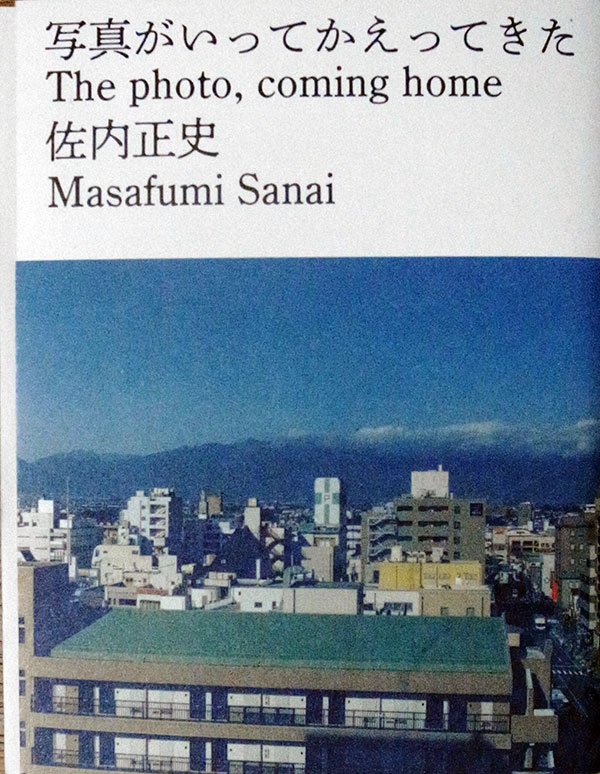 写真がいってかえってきた
The photo, coming home
佐内正史
Masafumi Sanai
P